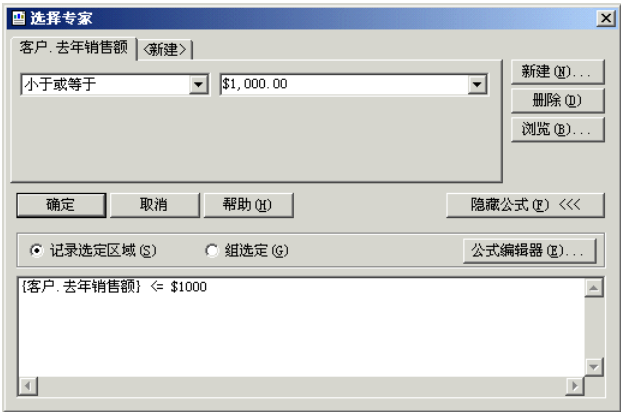 选择专家
客户.去年销售额 <新建>
小于或等于 $1,000.00
新建(N)...
删除(D)
浏览(B)...
确定 取消 帮助(H) 隐藏公式(F) <<<
记录选定区域(S) 组选定(G) 公式编辑器(E)...
{客户.去年销售额} <= $1000